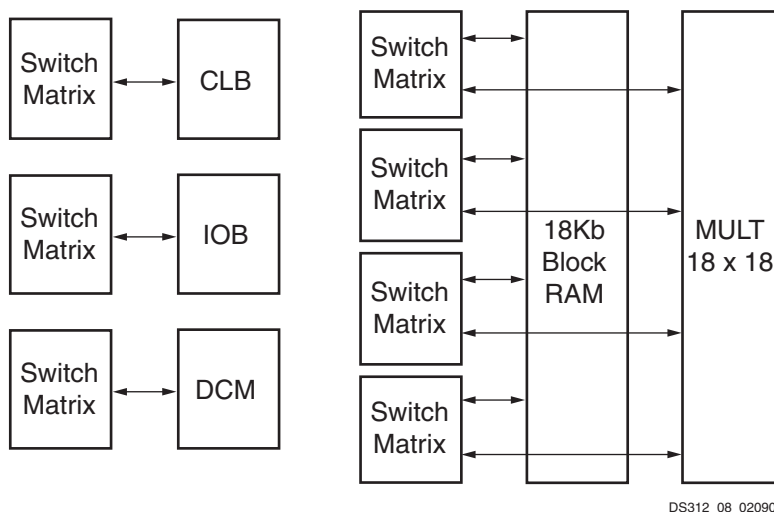 Switch
Matrix
CLB
Switch
Matrix
IOB
Switch
Matrix
DCM
Switch
Matrix
Switch
Matrix
Switch
Matrix
Switch
Matrix
18Kb
Block
RAM
MULT
18 x 18
DS312_08_02090